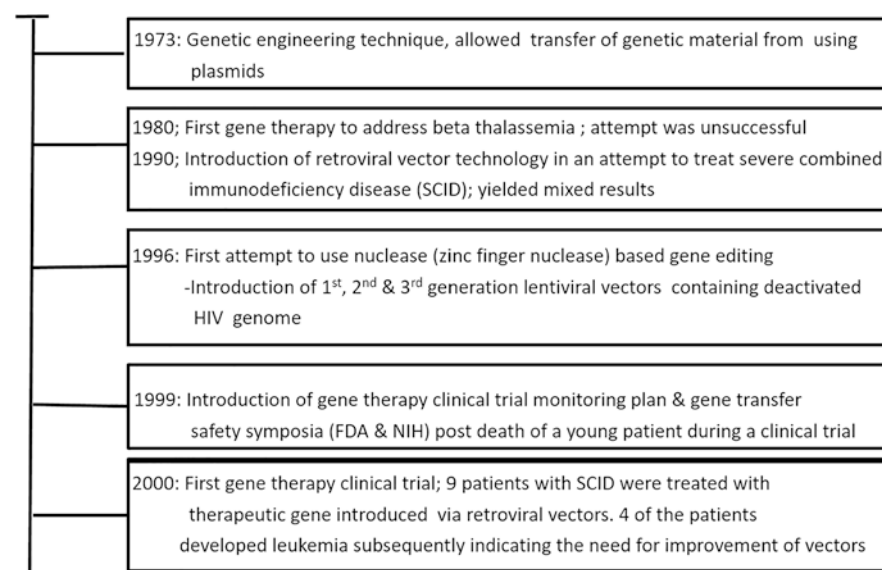 1973: Genetic engineering technique, allowed transfer of genetic material from using
plasmids
1980; First gene therapy to address beta thalassemia ; attempt was unsuccessful
1990; Introduction of retroviral vector technology in an attempt to treat severe combined
immunodeficiency disease (SCID); yielded mixed results
1996: First attempt to use nuclease (zinc finger nuclease) based gene editing
-Introduction of 1st, 2nd & 3rd generation lentiviral vectors containing deactivated
HIV genome
1999: Introduction of gene therapy clinical trial monitoring plan & gene transfer
safety symposia (FDA & NIH) post death of a young patient during a clinical trial
2000: First gene therapy clinical trial; 9 patients with SCID were treated with
therapeutic gene introduced via retroviral vectors. 4 of the patients
developed leukemia subsequently indicating the need for improvement of vectors